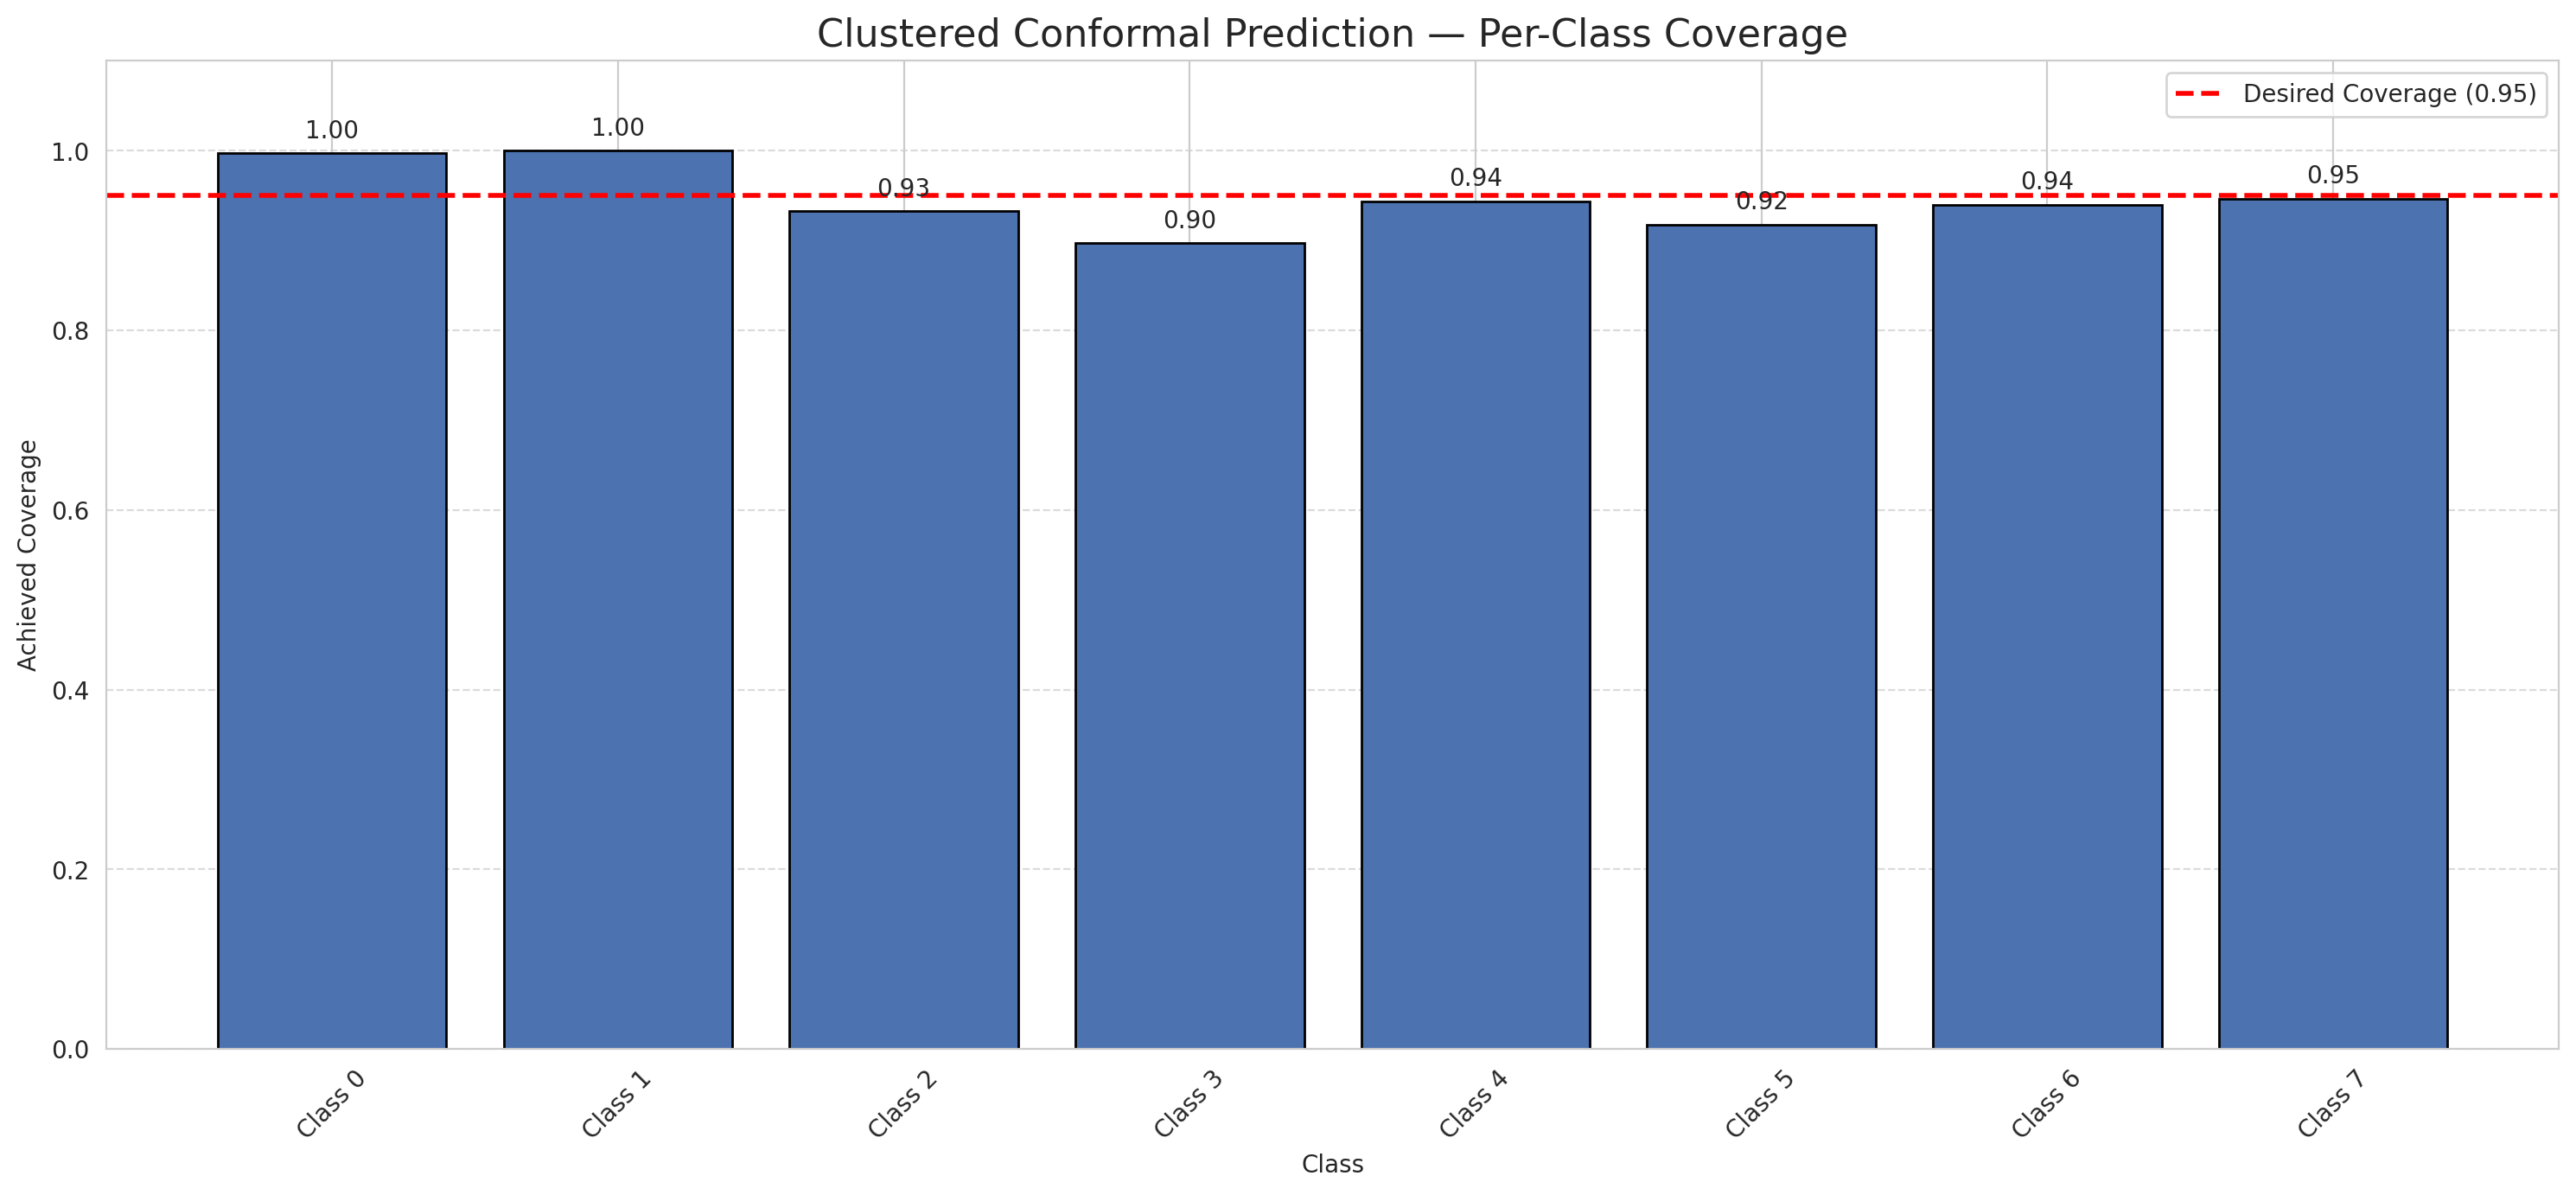 Clustered Conformal Prediction — Per-Class Coverage
Desired Coverage (0.95)
1.00
1.00
0.93
0.90
0.94
0.92
0.94
0.95
1.0
0.8
0.6
0.4
0.2
0.0
Achieved Coverage
Class 0
Class 1
Class 2
Class 3
Class 4
Class 5
Class 6
Class 7
Class